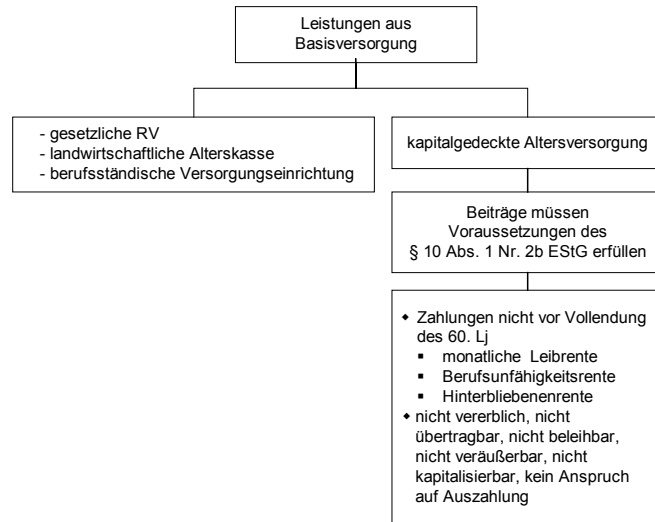 Leistungen aus
Basisversorgung
- gesetzliche RV
- landwirtschaftliche Alterskasse
- berufsständische Versorgungseinrichtung
kapitalgedeckte Altersversorgung
Beiträge müssen
Voraussetzungen des
§ 10 Abs. 1 Nr. 2b EStG erfüllen
◆ Zahlungen nicht vor Vollendung
des 60. Lj
▪ monatliche Leibrente
▪ Berufsunfähigkeitsrente
▪ Hinterbliebenenrente
◆ nicht vererblich, nicht
übertragbar, nicht beleihbar,
nicht veräußerbar, nicht
kapitalisierbar, kein Anspruch
auf Auszahlung